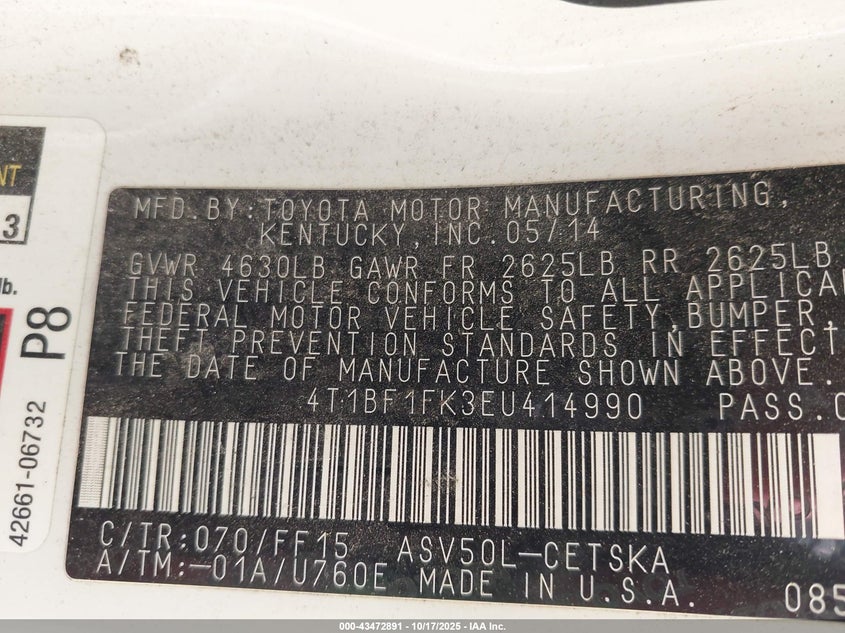 NT
3
lb.
P8
42661-06732
MFD. BY: TOYOTA MOTOR MANUFACTURING,
KENTUCKY, INC. 05/14
GVWR 4630LB GAWR FR 2625LB RR 2625LB
THIS VEHICLE CONFORMS TO ALL APPLICA
FEDERAL MOTOR VEHICLE SAFETY, BUMPER,
THEFT PREVENTION STANDARDS IN EFFECT
THE DATE OF MANUFACTURE SHOWN ABOVE.
4T1BF1FK3EU414990 PASS.C
C/TR:070/FF15 ASV50L-CETSKA
A/TM:-01A/U760E MADE IN U.S.A. 085
000-43472891 | 10/17/2025 | IAA Inc.